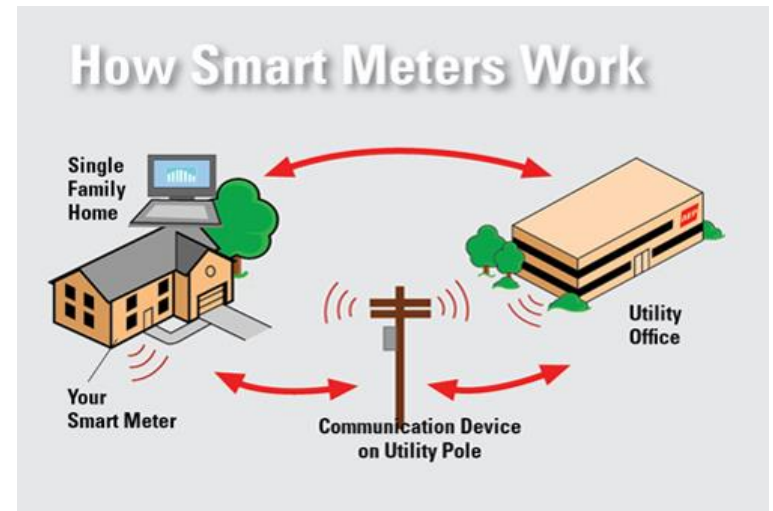 How Smart Meters Work
Single
Family
Home
Utility
Office
Your
Smart Meter
Communication Device
on Utility Pole